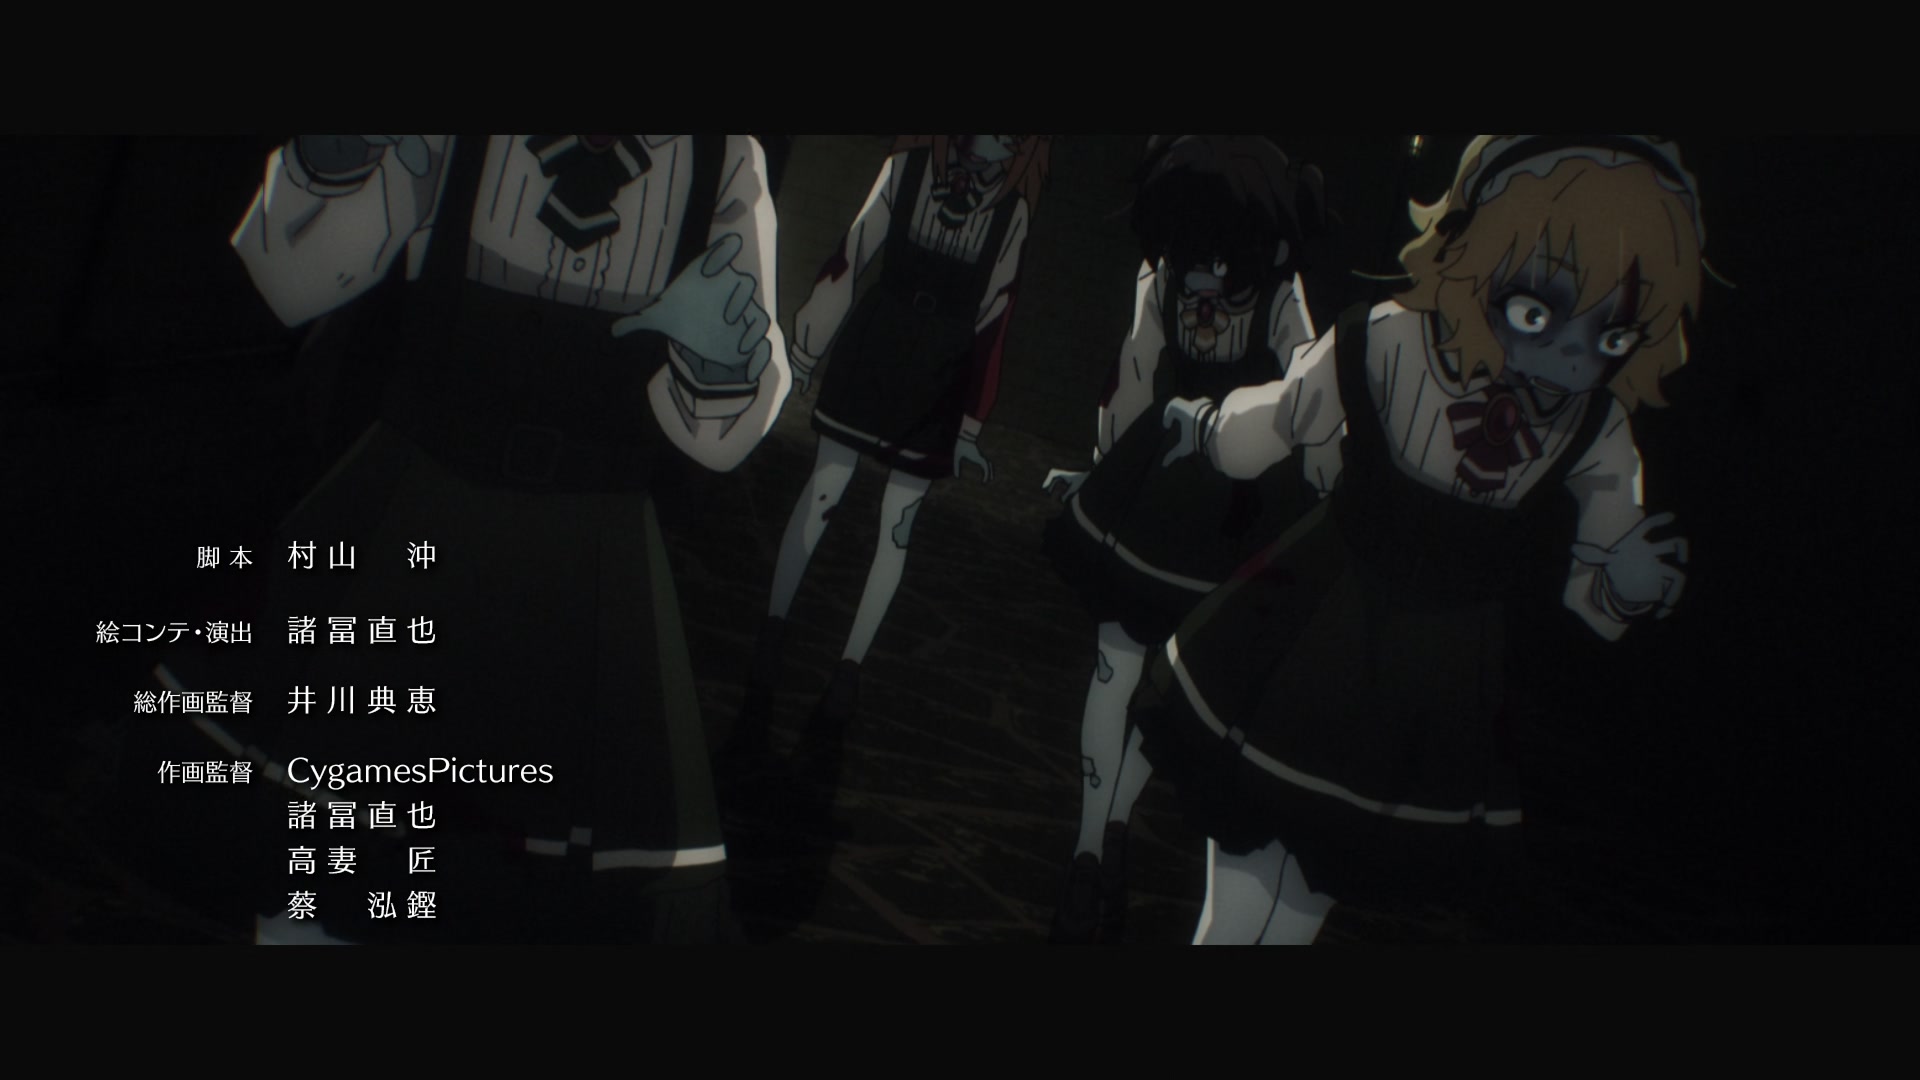 脚本 村山 沖
絵コンテ・演出 諸冨直也
総作画監督 井川典恵
作画監督 CygamesPictures
諸冨直也
高妻 匠
蔡 泓鏗